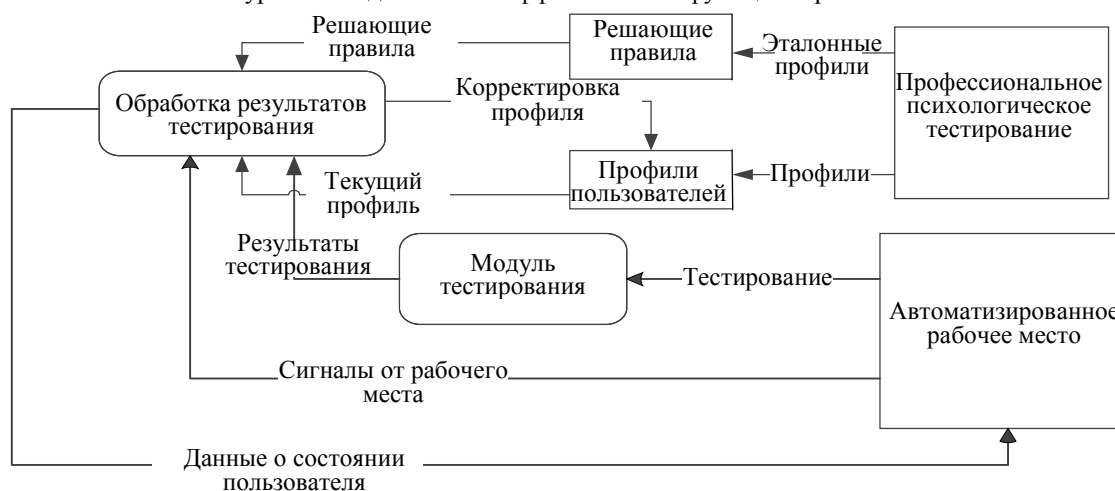 Решающие
правила
Решающие
правила
Эталонные
профили
Профессиональное
психологическое
тестирование
Обработка результатов
тестирования
Корректировка
профиля
Текущий
профиль
Профили
пользователей
Профили
Результаты
тестирования
Модуль
тестирования
Тестирование
Автоматизированное
рабочее место
Сигналы от рабочего
места
Данные о состоянии
пользователя